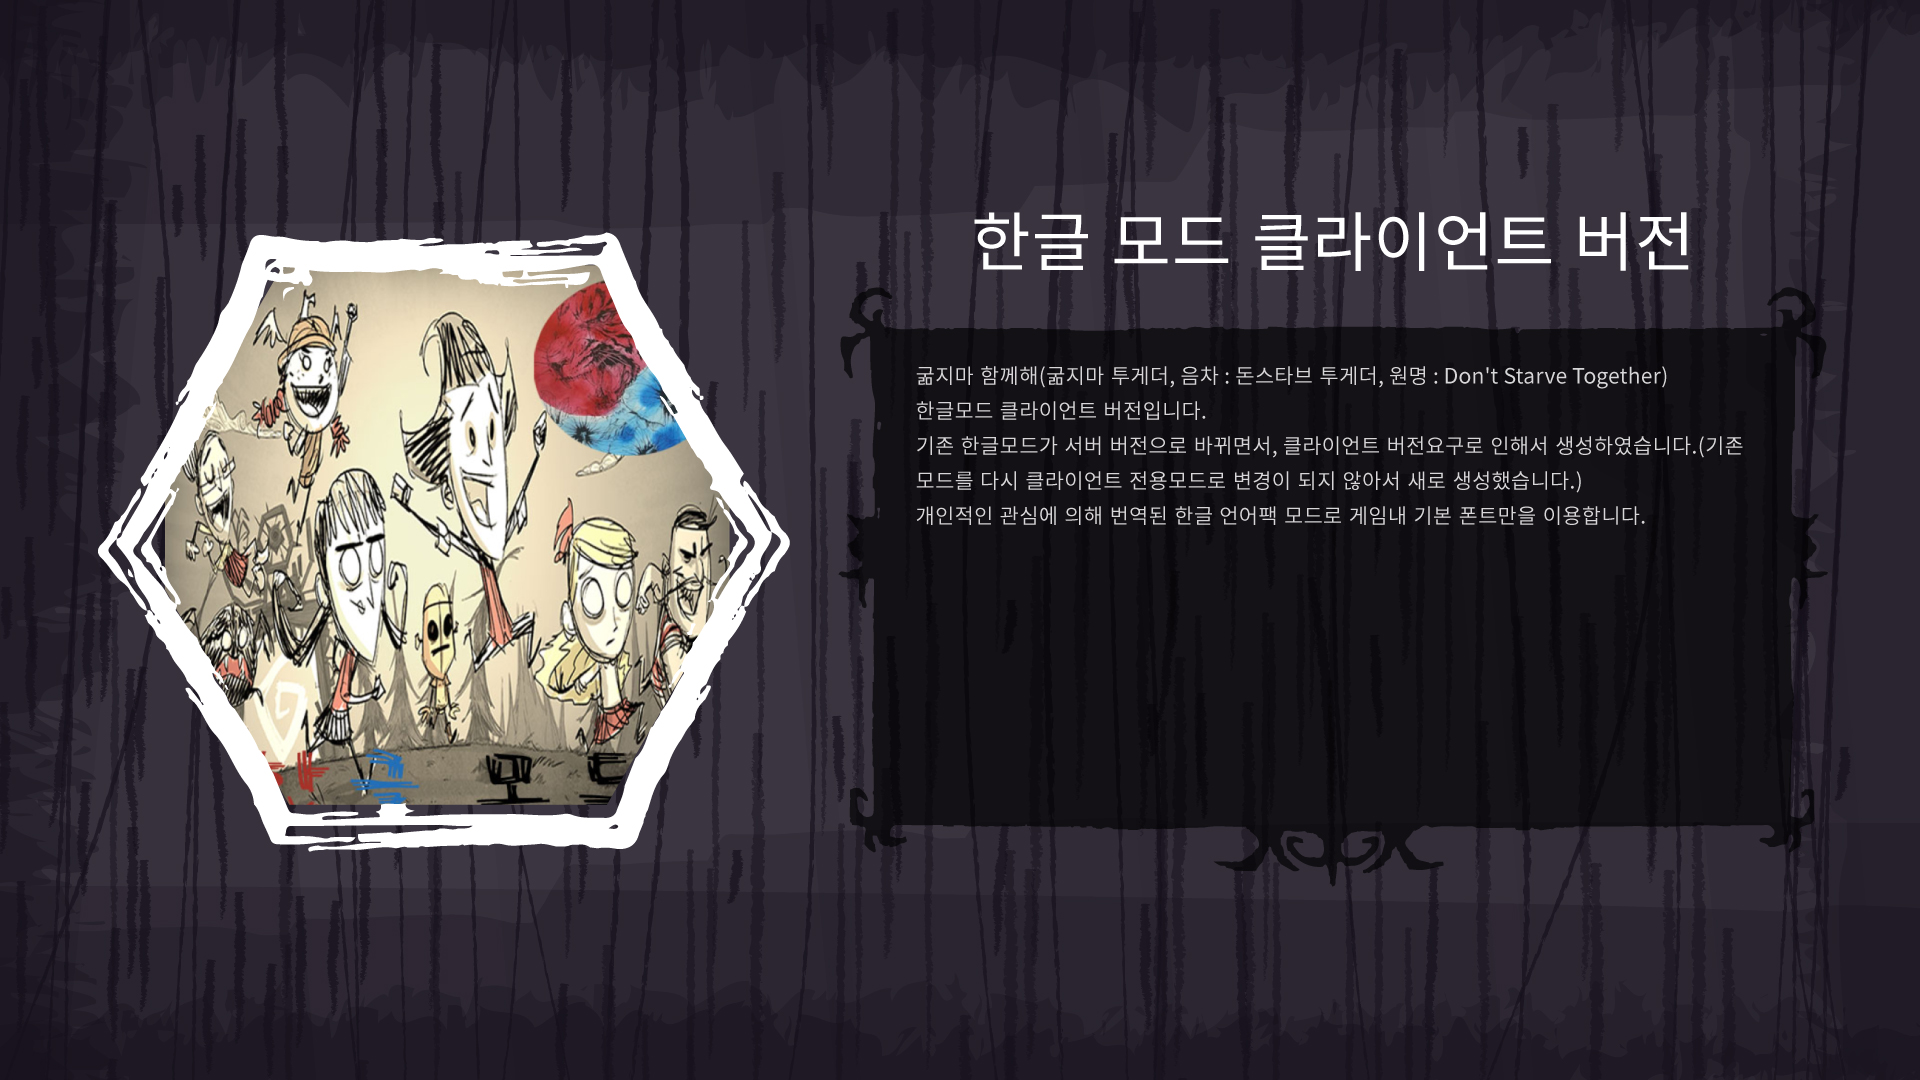 한글 모드 클라이언트 버전
굶지마 함께해(굶지마 투게더, 음차 : 돈스타브 투게더, 원명 : Don't Starve Together)
한글모드 클라이언트 버전입니다.
기존 한글모드가 서버 버전으로 바뀌면서, 클라이언트 버전요구로 인해서 생성하였습니다.(기존
모드를 다시 클라이언트 전용모드로 변경이 되지 않아서 새로 생성했습니다.)
개인적인 관심에 의해 번역된 한글 언어팩 모드로 게임내 기본 폰트만을 이용합니다.
모